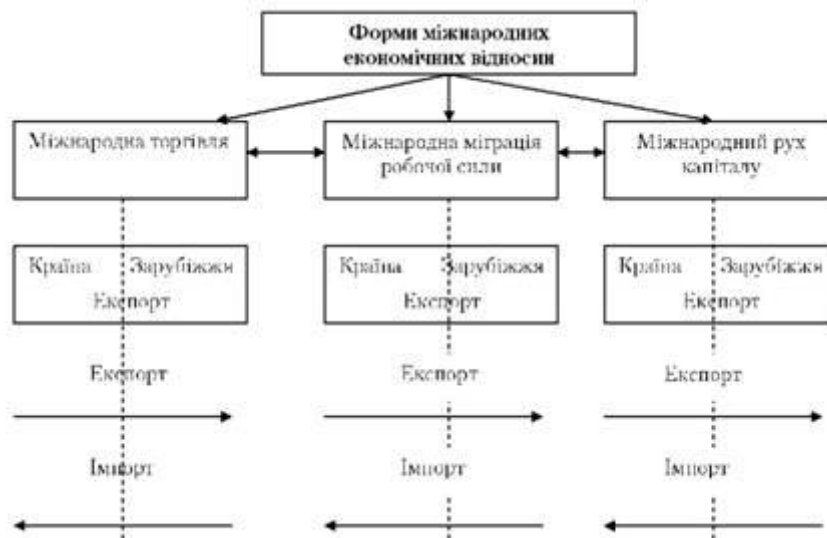 Форми міжнародних
економічних відносин
Міжнародна торгівля
Міжнародна міграція
робочої сили
Міжнародний рух
капіталу
Країна Зарубіжжя
Експорт
Країна Зарубіжжя
Експорт
Країна Зарубіжжя
Експорт
Експорт
Експорт
Експорт
Імпорт
Імпорт
Імпорт